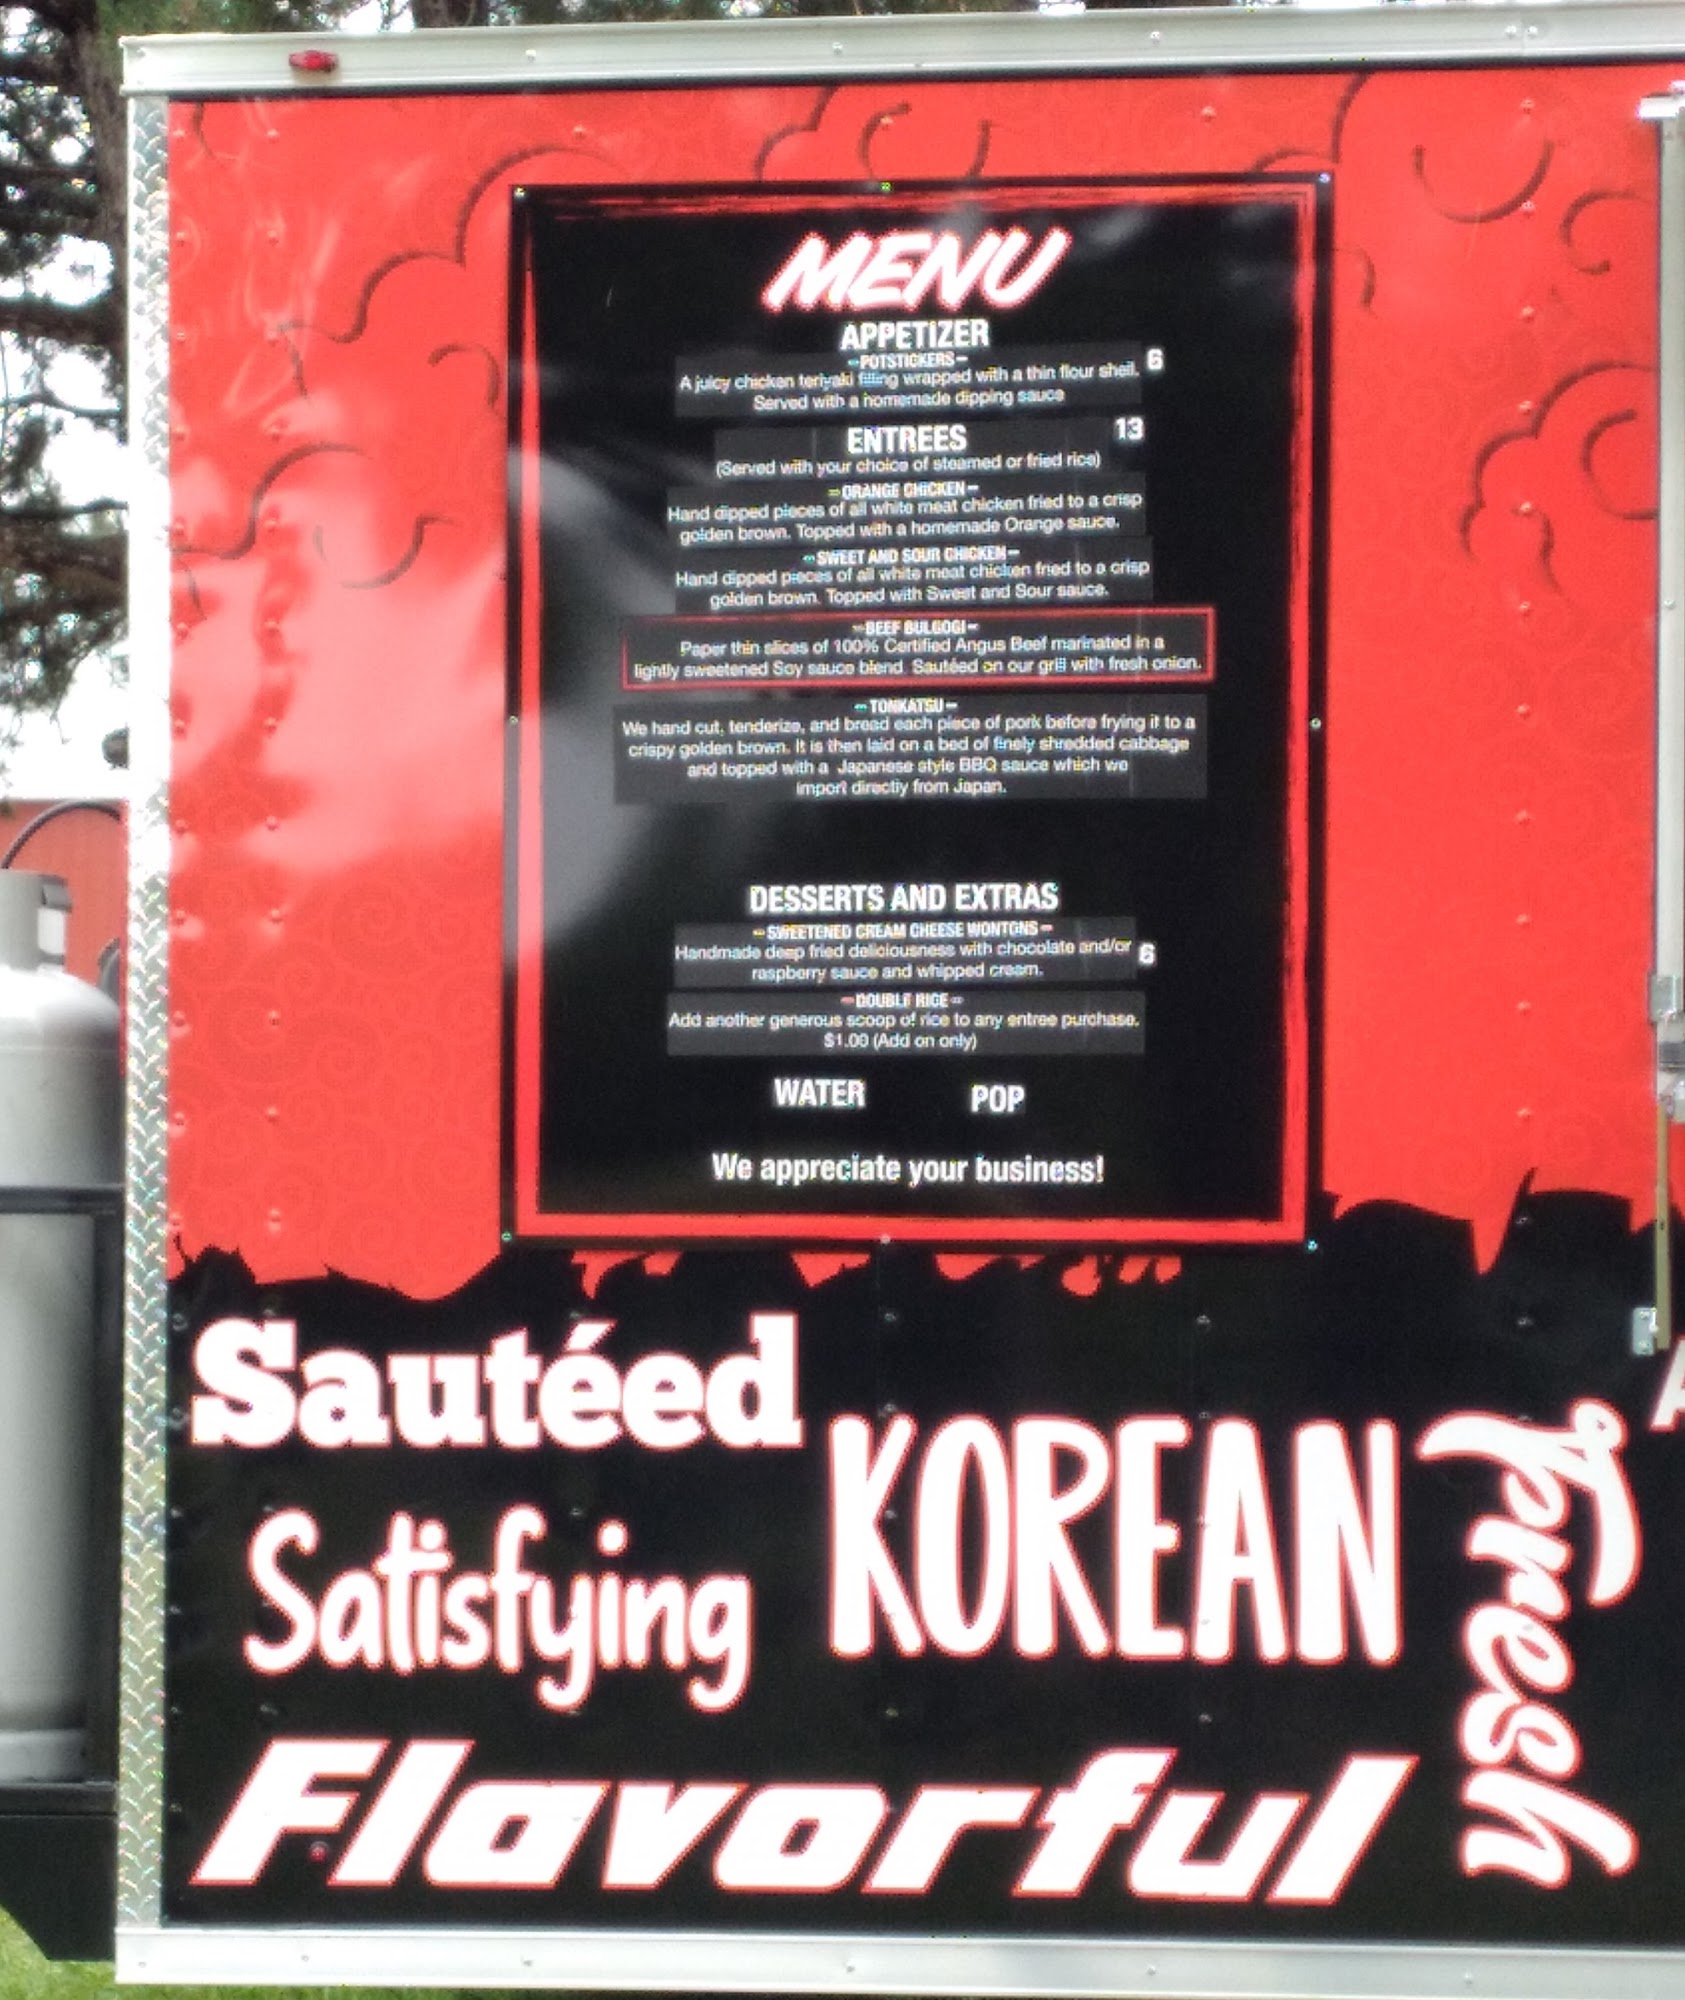 MENU
APPETIZER
-POTSTICKERS-
A juicy chicken teriyaki filling wrapped with a thin flour shell. 6
Served with a homemade dipping sauce
ENTREES 13
(Served with your choice of steamed or fried rice)
-ORANGE CHICKEN-
Hand dipped pieces of all white meat chicken fried to a crisp
golden brown. Topped with a homemade Orange sauce.
-SWEET AND SOUR CHICKEN-
Hand dipped pieces of all white meat chicken fried to a crisp
golden brown. Topped with Sweet and Sour sauce.
-BEEF BULGOGI-
Paper thin slices of 100% Certified Angus Beef marinated in a
lightly sweetened Soy sauce blend. Sautéed on our grill with fresh onion.
-TONKATSU-
We hand cut, tenderize, and bread each piece of pork before frying it to a
crispy golden brown. It is then laid on a bed of finely shredded cabbage
and topped with a Japanese style BBQ sauce which we
import directly from Japan.
DESSERTS AND EXTRAS
-SWEETENED CREAM CHEESE WONTONS-
Handmade deep fried deliciousness with chocolate and/or 6
raspberry sauce and whipped cream.
-DOUBLE RICE-
Add another generous scoop of rice to any entree purchase.
$1.00 (Add on only)
WATER POP
We appreciate your business!
Sautéed
KOREAN
Fresh
Satisfying
Flavorful